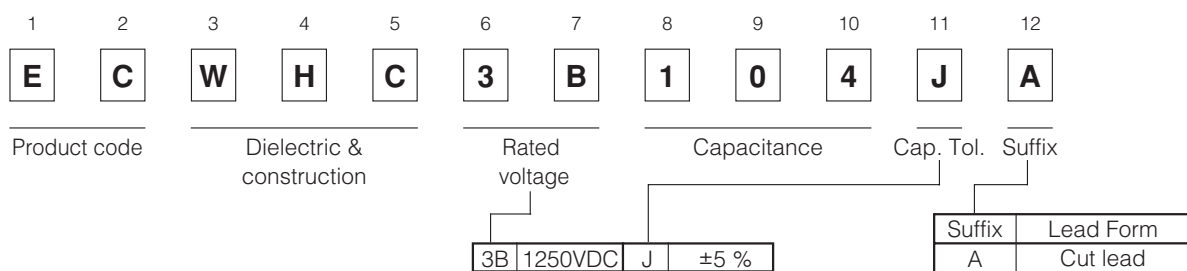 1 2 3 4 5 6 7 8 9 10 11 12
E C W H C 3 B 1 0 4 J A
Product code Dielectric & Rated Capacitance Cap. Tol. Suffix
construction voltage
Suffix Lead Form
3B 1250VDC J ±5 % A Cut lead